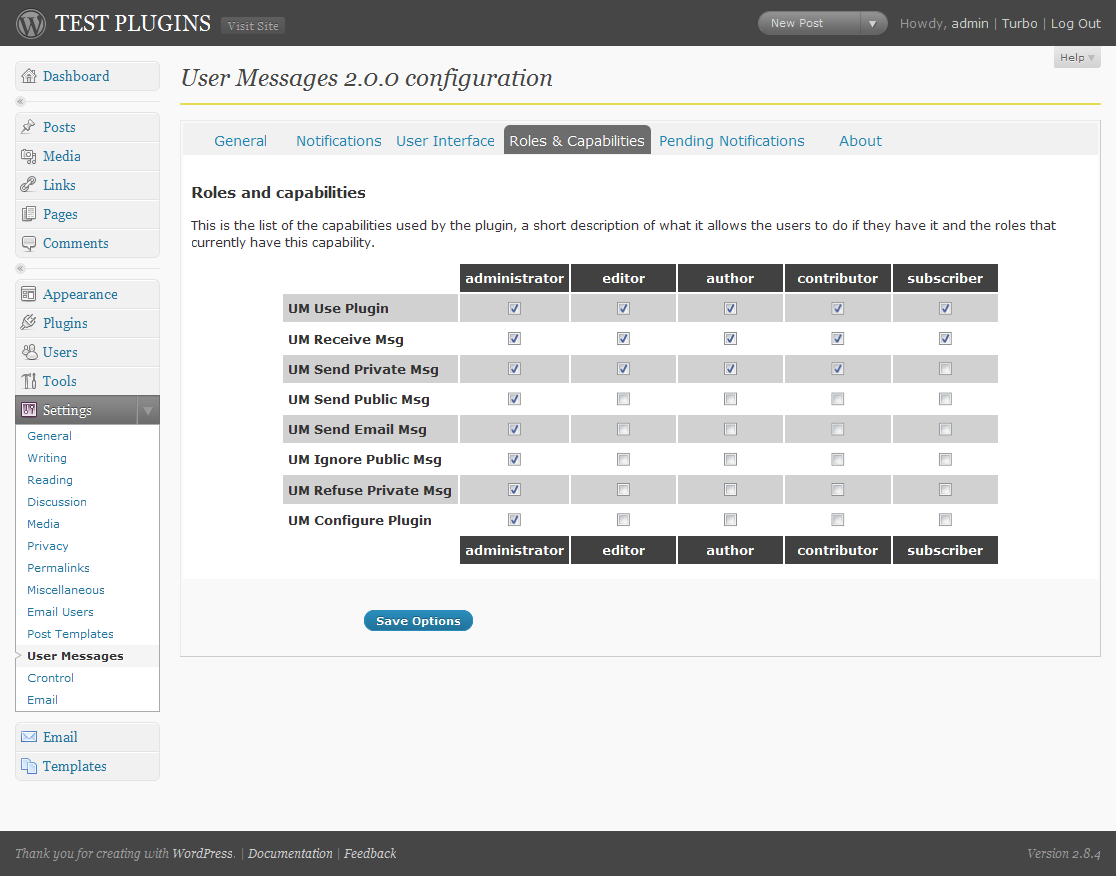 TEST PLUGINS Visit Site New Post Howdy, admin | Turbo | Log Out
Help
Dashboard
Posts
Media
Links
Pages
Comments
Appearance
Plugins
Users
Tools
Settings
General
Writing
Reading
Discussion
Media
Privacy
Permalinks
Miscellaneous
Email Users
Post Templates
User Messages
Crontrol
Email
Email
Templates
User Messages 2.0.0 configuration
General Notifications User Interface Roles & Capabilities Pending Notifications About
Roles and capabilities
This is the list of the capabilities used by the plugin, a short description of what it allows the users to do if they have it and the roles that
currently have this capability.
administrator editor author contributor subscriber
UM Use Plugin
UM Receive Msg
UM Send Private Msg
UM Send Public Msg
UM Send Email Msg
UM Ignore Public Msg
UM Refuse Private Msg
UM Configure Plugin
administrator editor author contributor subscriber
Save Options
Thank you for creating with WordPress. | Documentation | Feedback Version 2.8.4